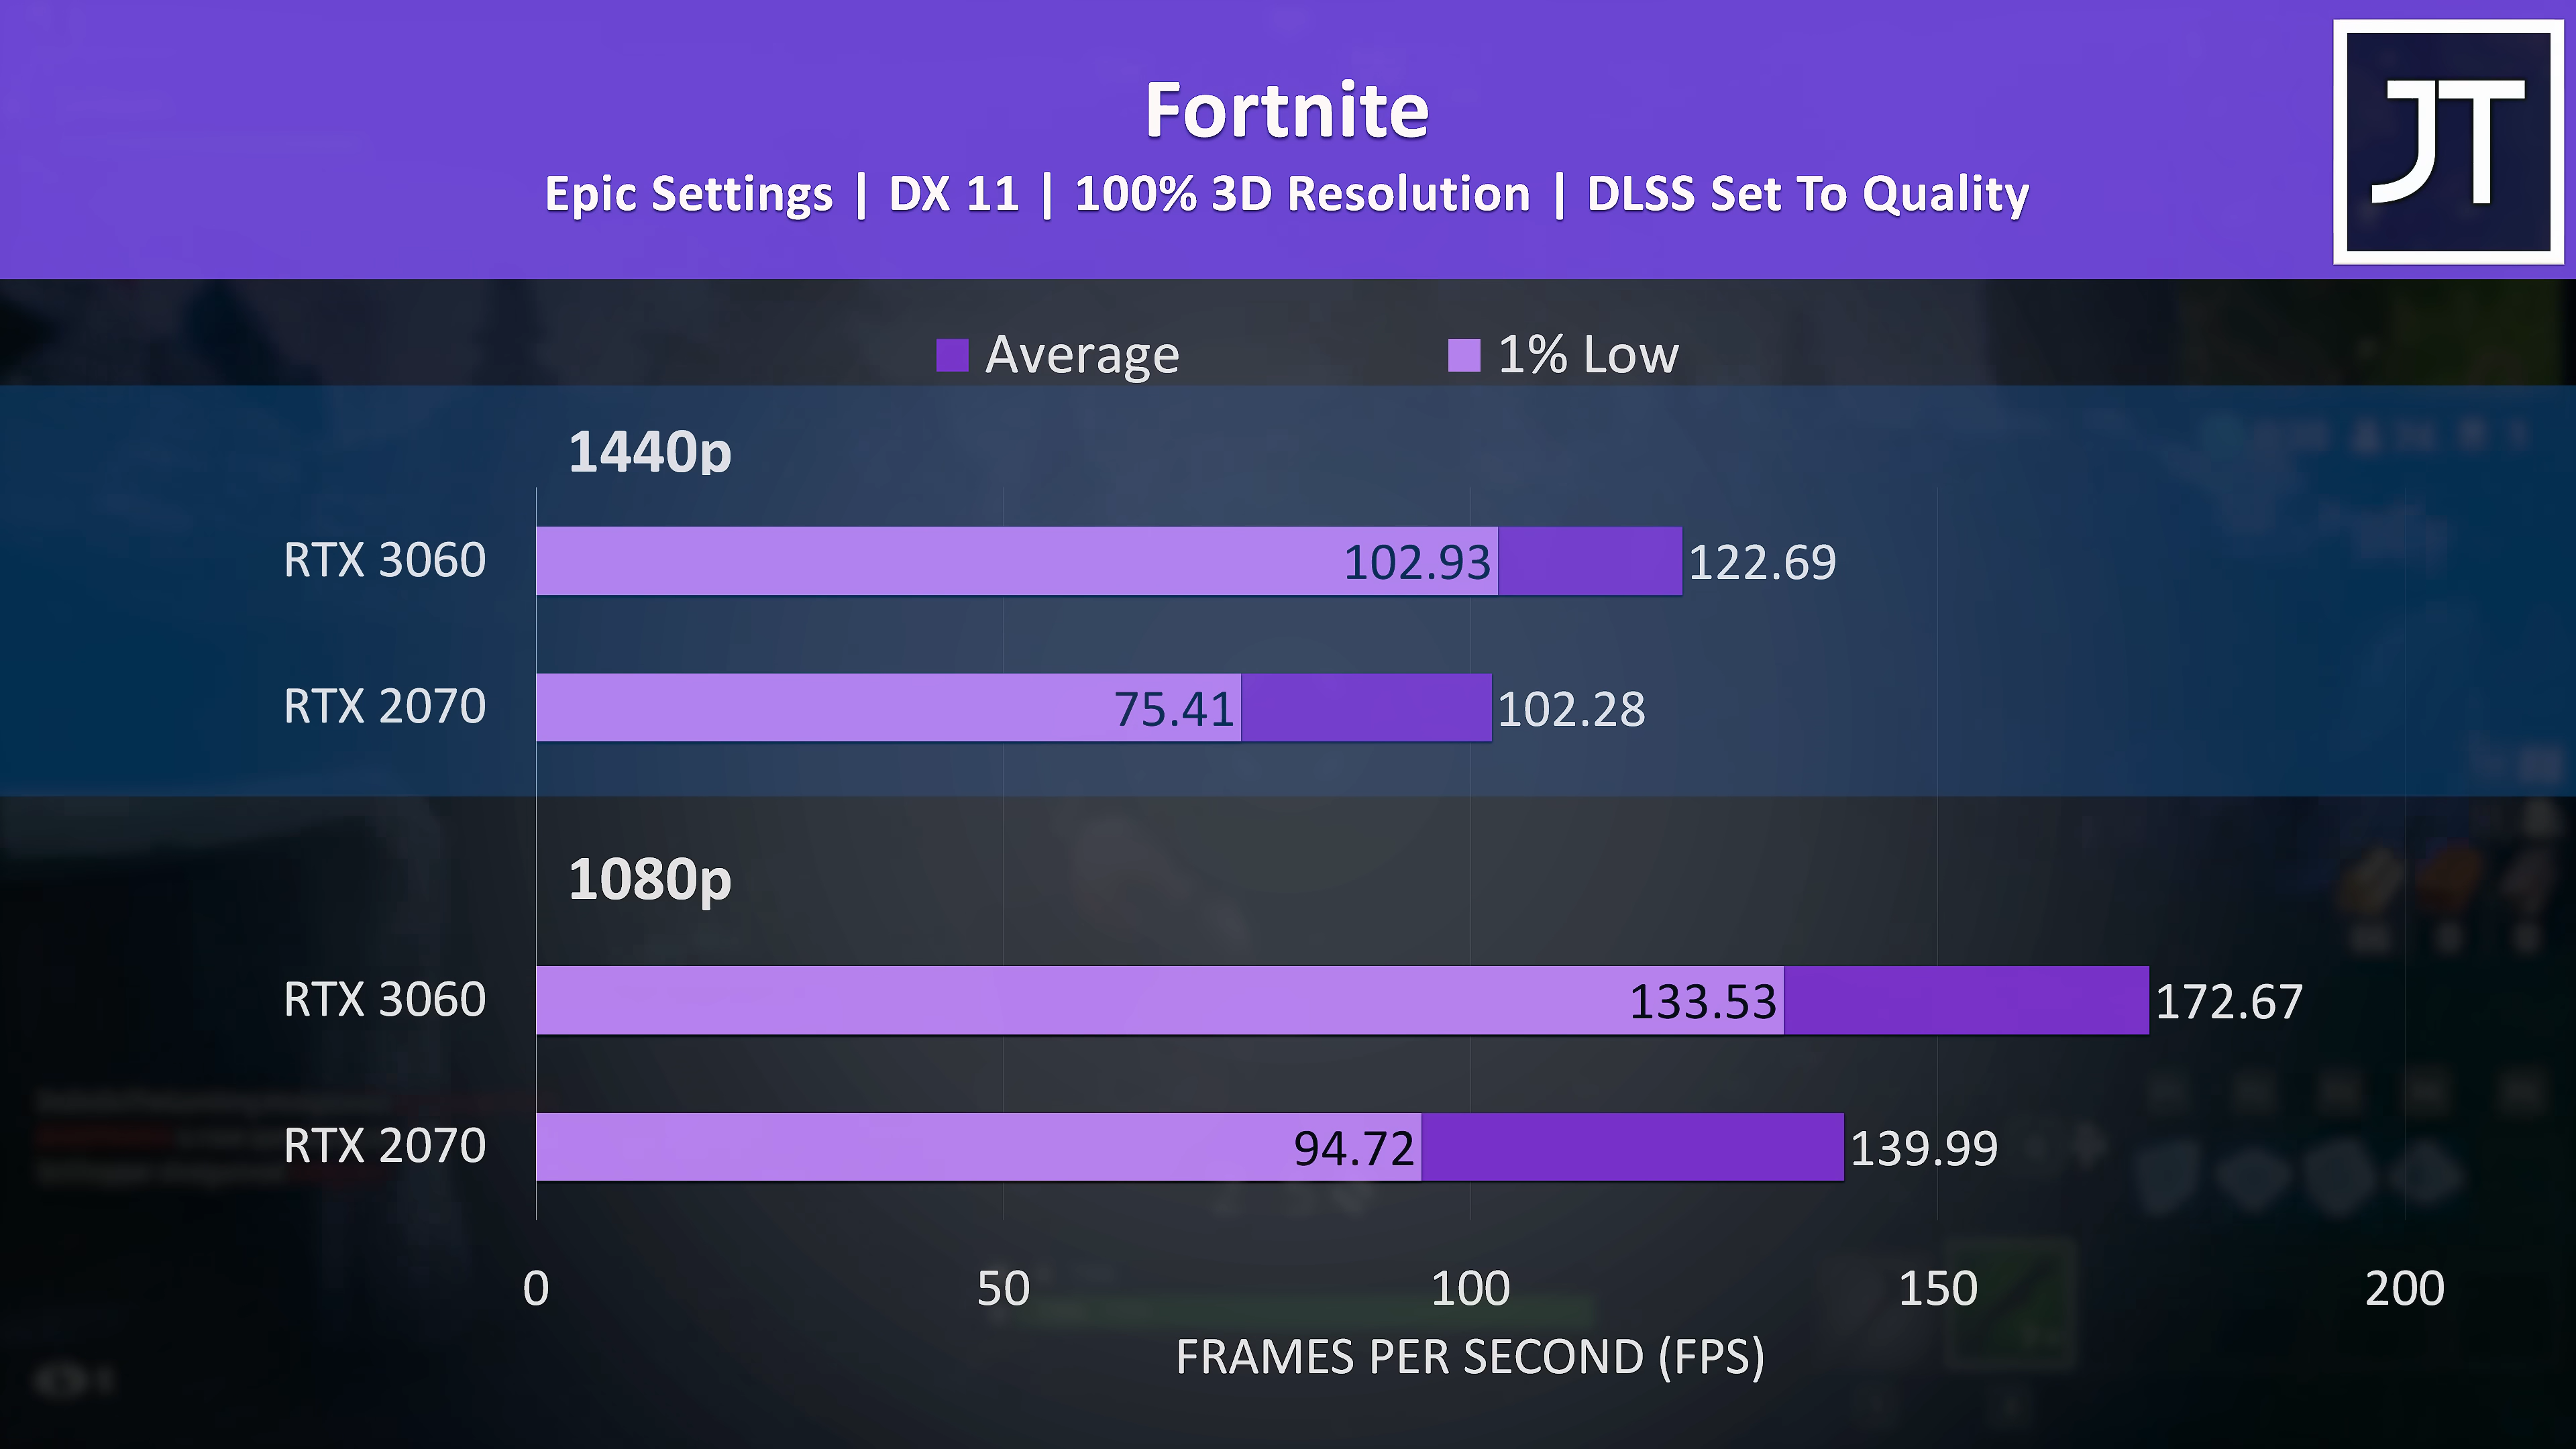 Fortnite
JT
Epic Settings | DX 11 | 100% 3D Resolution | DLSS Set To Quality
Average
1% Low
1440p
RTX 3060
102.93
122.69
RTX 2070
75.41
102.28
1080p
RTX 3060
133.53
172.67
RTX 2070
94.72
139.99
0 50 100 150 200
FRAMES PER SECOND (FPS)